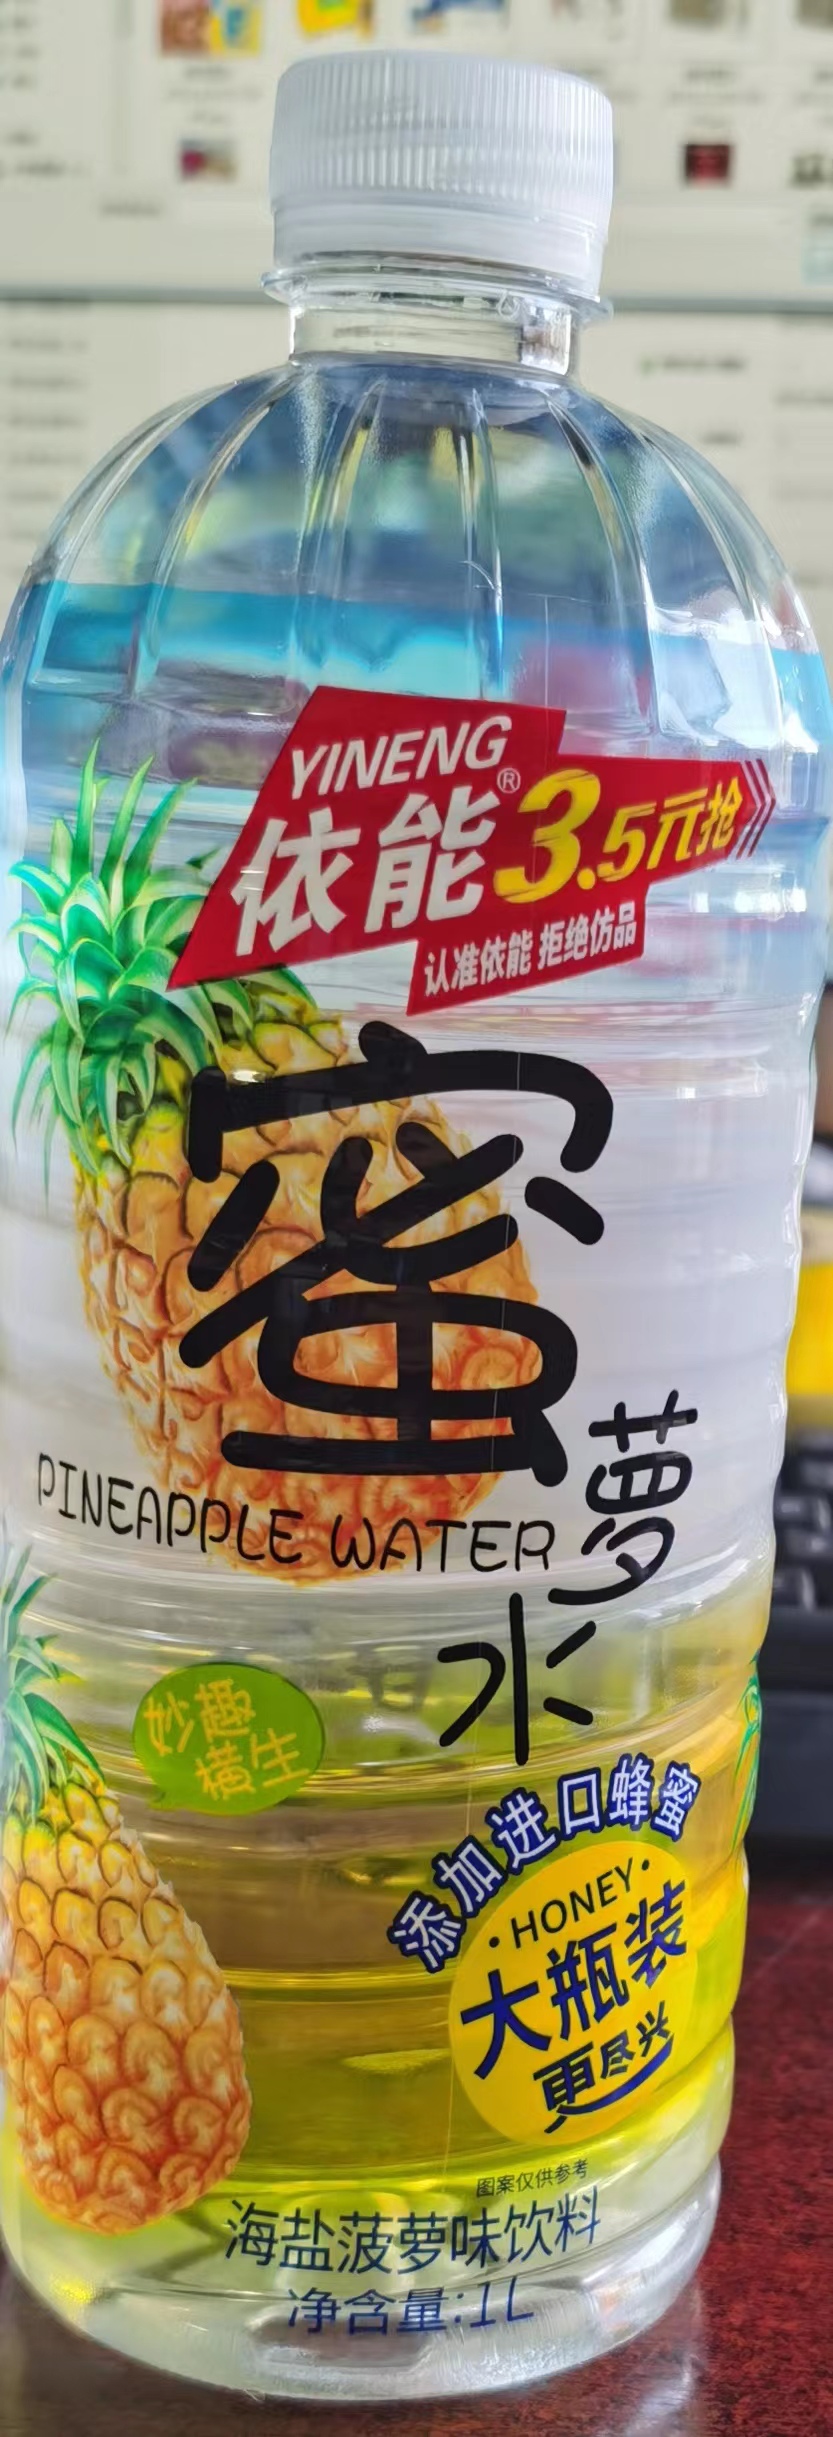 YINENG
依能®
3.5元抢
认准依能 拒绝仿品
蜜
萝
水
PINEAPPLE WATER
妙趣
横生
添加进口蜂蜜
·HONEY·
大瓶装
更尽兴
图案仅供参考
海盐菠萝味饮料
净含量:1L